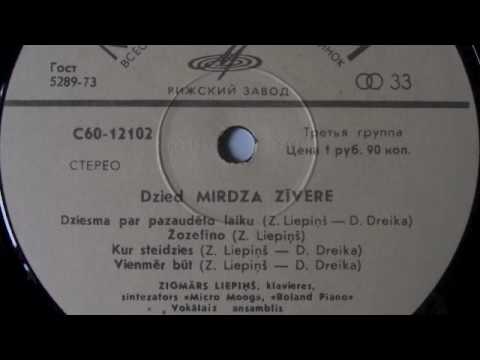 Гост
5289-73
ВСЕС
РИЖСКИЙ ЗАВОД
33
С60-12102
СТЕРЕО
Третья группа
Цена 1 руб. 90 коп.
Dzied MIRDZA ZĪVERE
Dziesma par pazaudēto laiku (Z. Liepiņš — D. Dreika)
Žozefīno (Z. Liepiņš)
Kur steidzies (Z. Liepiņš — D. Dreika)
Vienmēr būt (Z. Liepiņš — D. Dreika)
ZIGMĀRS LIEPIŅŠ, klavieres,
sintezators «Micro Moog», «Roland Piano»
Vokālais ansamblis